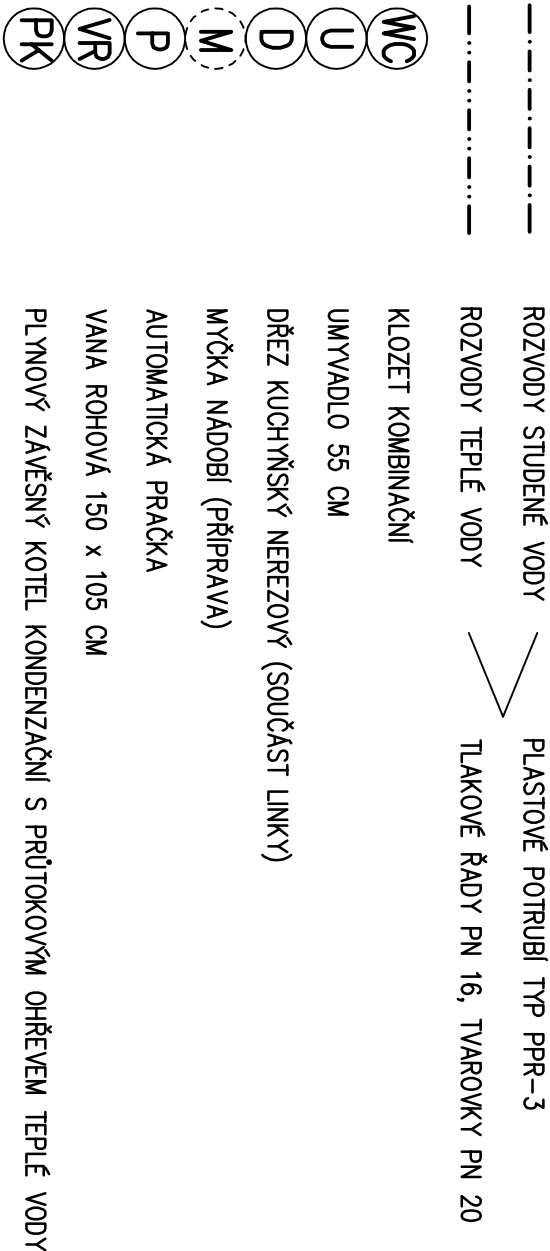 ROZVODY STUDENÉ VODY PLASTOVÉ POTRUBÍ TYP PPR-3
ROZVODY TEPLÉ VODY TLAKOVÉ ŘADY PN 16, TVAROVKY PN 20
WC KLOZET KOMBINAČNÍ
U UMYVADLO 55 CM
D DŘEZ KUCHYŇSKÝ NEREZOVÝ (SOUČÁST LINKY)
M MYČKA NÁDOBÍ (PŘÍPRAVA)
P AUTOMATICKÁ PRAČKA
VR VANA ROHOVÁ 150 x 105 CM
PK PLYNOVÝ ZÁVĚSNÝ KOTEL KONDENZAČNÍ S PRŮTOKOVÝM OHŘEVEM TEPLÉ VODY